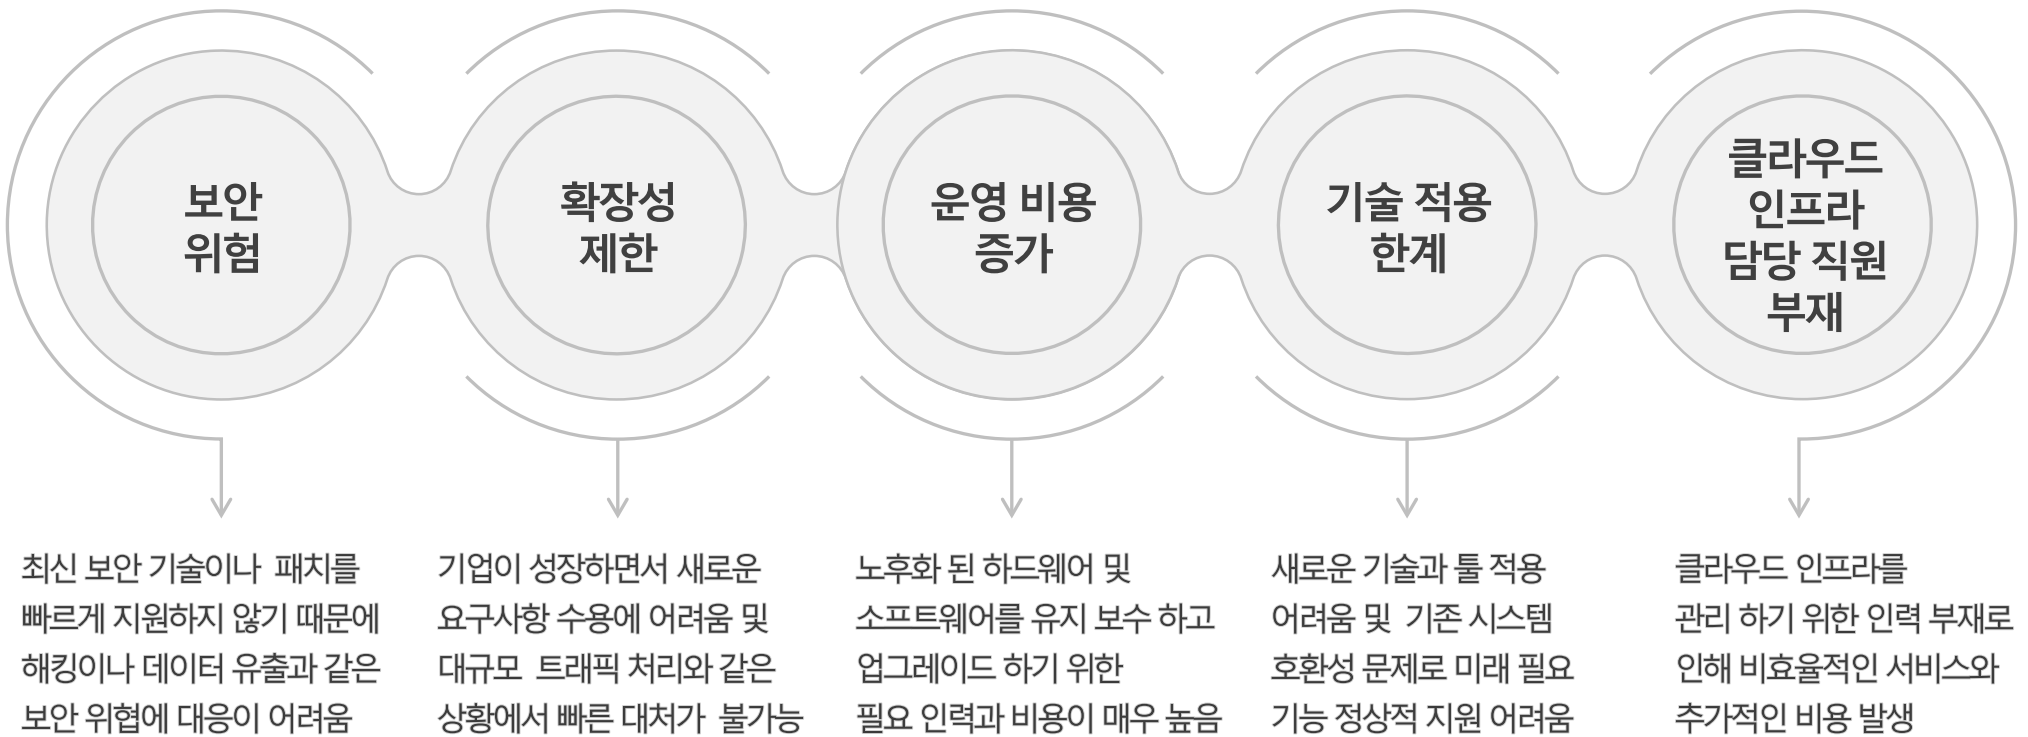 보안
위험
확장성
제한
운영 비용
증가
기술 적용
한계
클라우드
인프라
담당 직원
부재
최신 보안 기술이나 패치를
빠르게 지원하지 않기 때문에
해킹이나 데이터 유출과 같은
보안 위협에 대응이 어려움
기업이 성장하면서 새로운
요구사항 수용에 어려움 및
대규모 트래픽 처리와 같은
상황에서 빠른 대처가 불가능
노후화 된 하드웨어 및
소프트웨어를 유지 보수 하고
업그레이드 하기 위한
필요 인력과 비용이 매우 높음
새로운 기술과 툴 적용
어려움 및 기존 시스템
호환성 문제로 미래 필요
기능 정상적 지원 어려움
클라우드 인프라를
관리 하기 위한 인력 부재로
인해 비효율적인 서비스와
추가적인 비용 발생